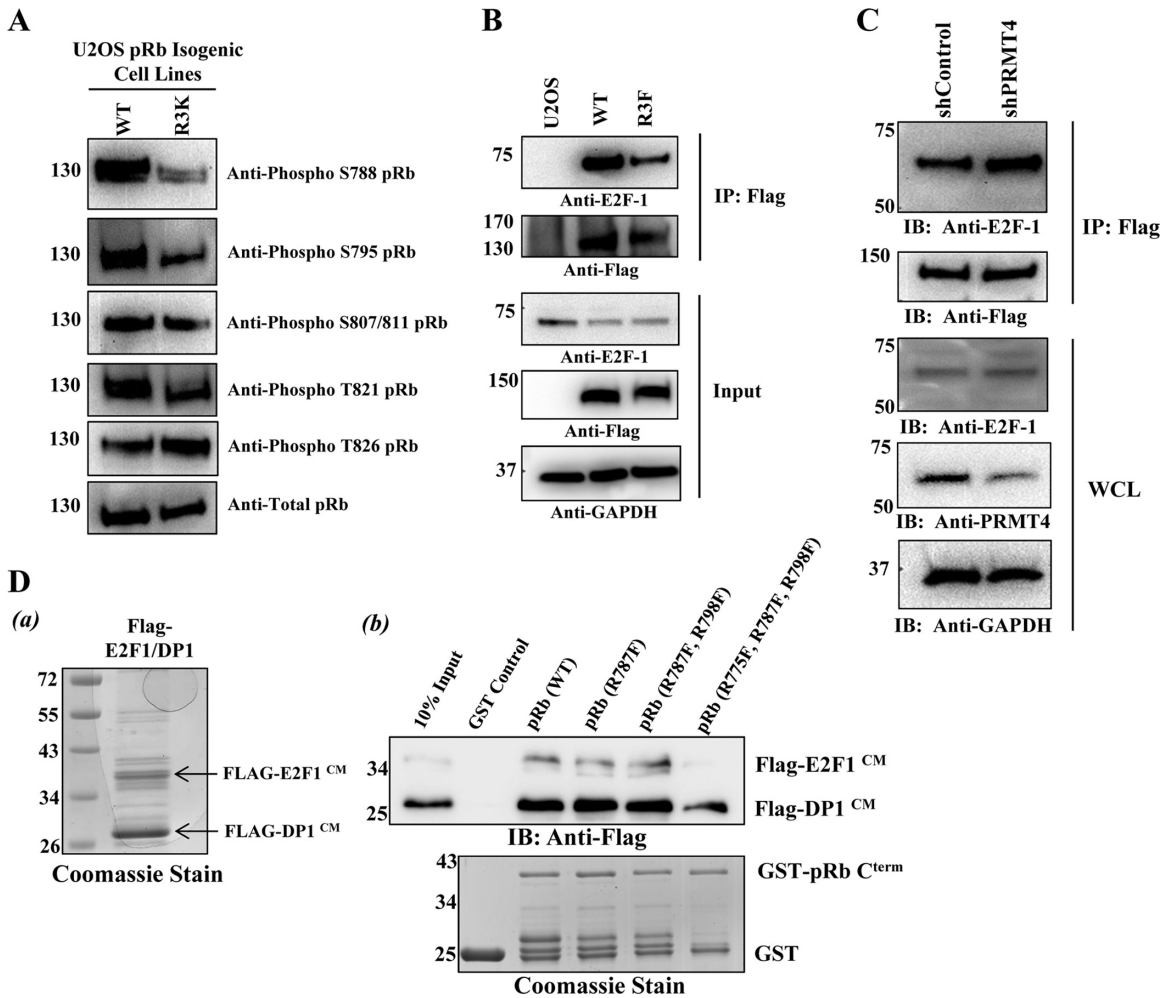 A
U2OS pRb Isogenic
Cell Lines
WT
R3K
130
Anti-Phospho S788 pRb
130
Anti-Phospho S795 pRb
130
Anti-Phospho S807/811 pRb
130
Anti-Phospho T821 pRb
130
Anti-Phospho T826 pRb
130
Anti-Total pRb
B
U2OS
WT
R3F
75
Anti-E2F-1
170
130
Anti-Flag
IP: Flag
75
Anti-E2F-1
150
Anti-Flag
37
Anti-GAPDH
Input
C
shControl
shPRMT4
75
50
IB: Anti-E2F-1
150
IB: Anti-Flag
IP: Flag
75
50
IB: Anti-E2F-1
75
50
IB: Anti-PRMT4
37
IB: Anti-GAPDH
WCL
D
(a)
Flag-
E2F1/DP1
72
55
43
34
26
FLAG-E2F1 CM
FLAG-DP1 CM
Coomassie Stain
(b)
10% Input
GST Control
pRb (WT)
pRb (R787F)
pRb (R787F, R798F)
pRb (R775F, R787F, R798F)
34
25
Flag-E2F1 CM
Flag-DP1 CM
IB: Anti-Flag
43
34
25
GST-pRb Cterm
GST
Coomassie Stain